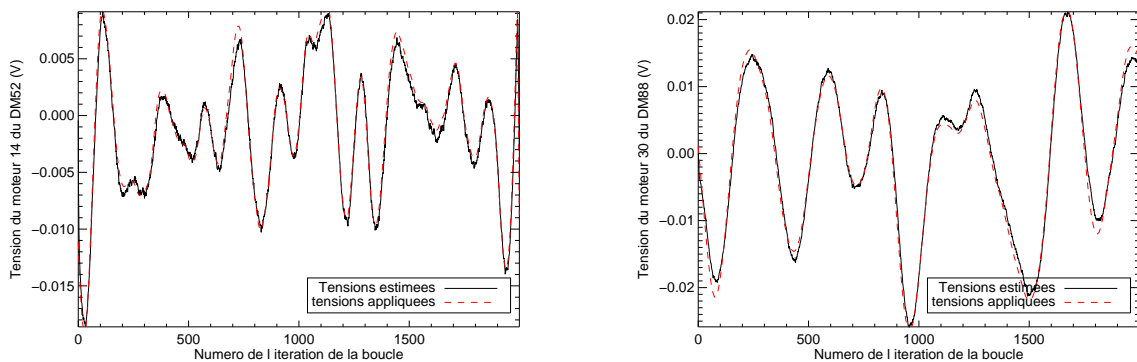 Tension du moteur 14 du DM52 (V)
0.005
0.000
−0.005
−0.010
−0.015
0
500
1000
1500
Numero de l iteration de la boucle
Tensions estimees
tensions appliquees
Tension du moteur 30 du DM88 (V)
0.02
0.01
0.00
−0.01
−0.02
0
500
1000
1500
Numero de l iteration de la boucle
Tensions estimees
tensions appliquees